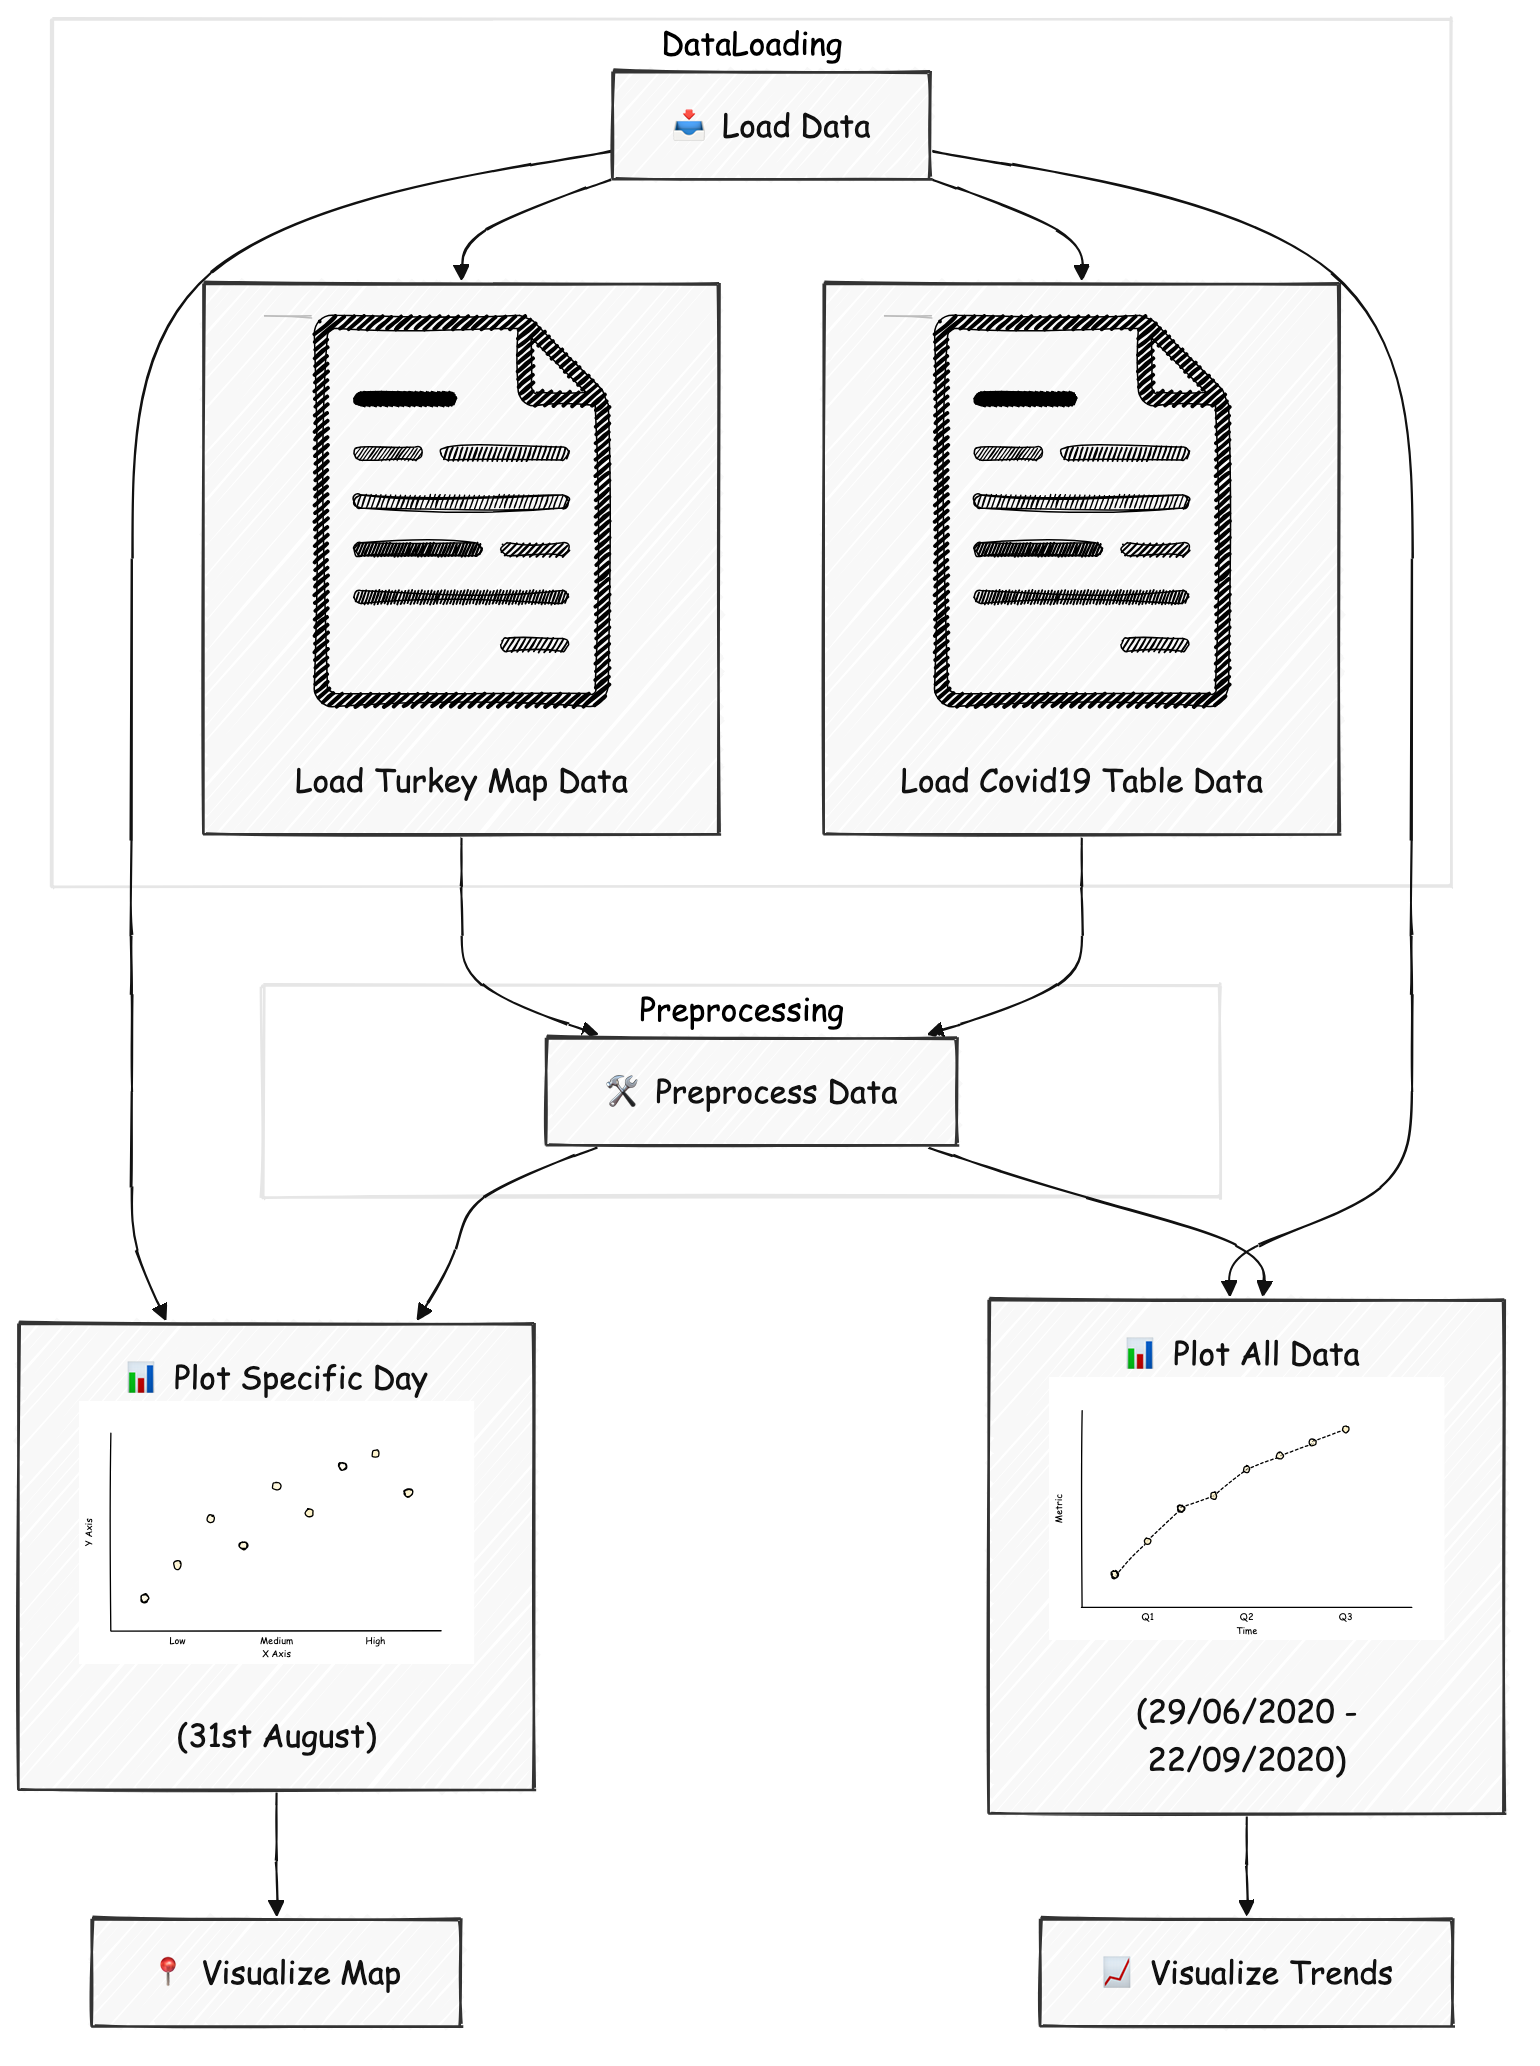 DataLoading
📥 Load Data
Load Turkey Map Data
Load Covid19 Table Data
Preprocessing
🛠 Preprocess Data
📊 Plot Specific Day
Y Axis
Low
Medium
High
X Axis
(31st August)
📊 Plot All Data
Metric
Q1
Q2
Q3
Time
(29/06/2020 -
22/09/2020)
📍 Visualize Map
📈 Visualize Trends